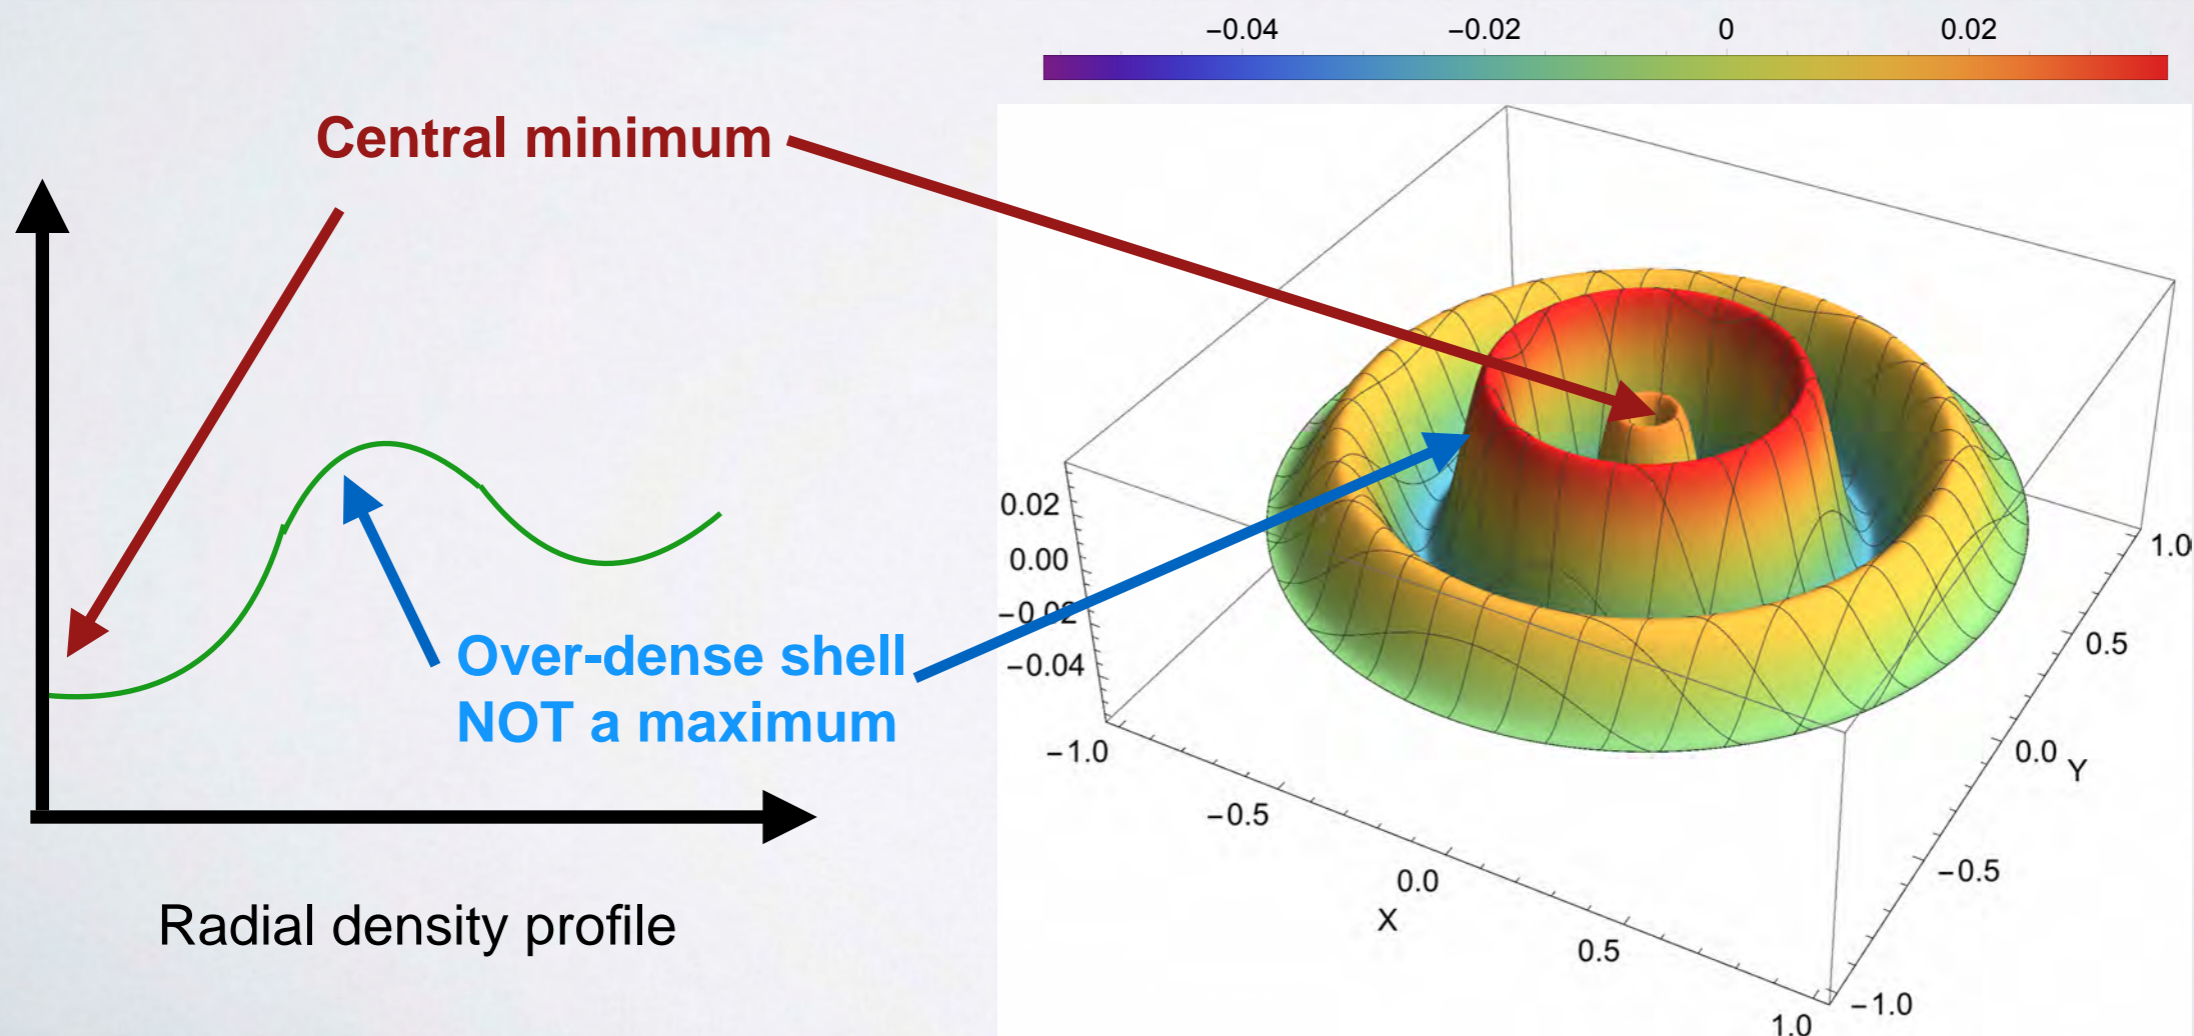 −0.04 −0.02 0 0.02
Central minimum
Over-dense shell
NOT a maximum
Radial density profile
0.02
0.00
−0.02
−0.04
−1.0
−0.5
0.0
X
0.5
1.0
1.0
0.5
0.0
Y
−0.5
−1.0